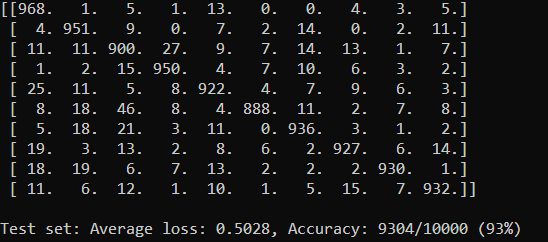 [[968. 1. 5. 1. 13. 0. 0. 4. 3. 5.]
[ 4. 951. 9. 0. 7. 2. 14. 0. 2. 11.]
[ 11. 11. 900. 27. 9. 7. 14. 13. 1. 7.]
[ 1. 2. 15. 950. 4. 7. 10. 6. 3. 2.]
[ 25. 11. 5. 8. 922. 4. 7. 9. 6. 3.]
[ 8. 18. 46. 8. 4. 888. 11. 2. 7. 8.]
[ 5. 18. 21. 3. 11. 0. 936. 3. 1. 2.]
[ 19. 3. 13. 2. 8. 6. 2. 927. 6. 14.]
[ 18. 19. 6. 7. 13. 2. 2. 2. 930. 1.]
[ 11. 6. 12. 1. 10. 1. 5. 15. 7. 932.]]
Test set: Average loss: 0.5028, Accuracy: 9304/10000 (93%)